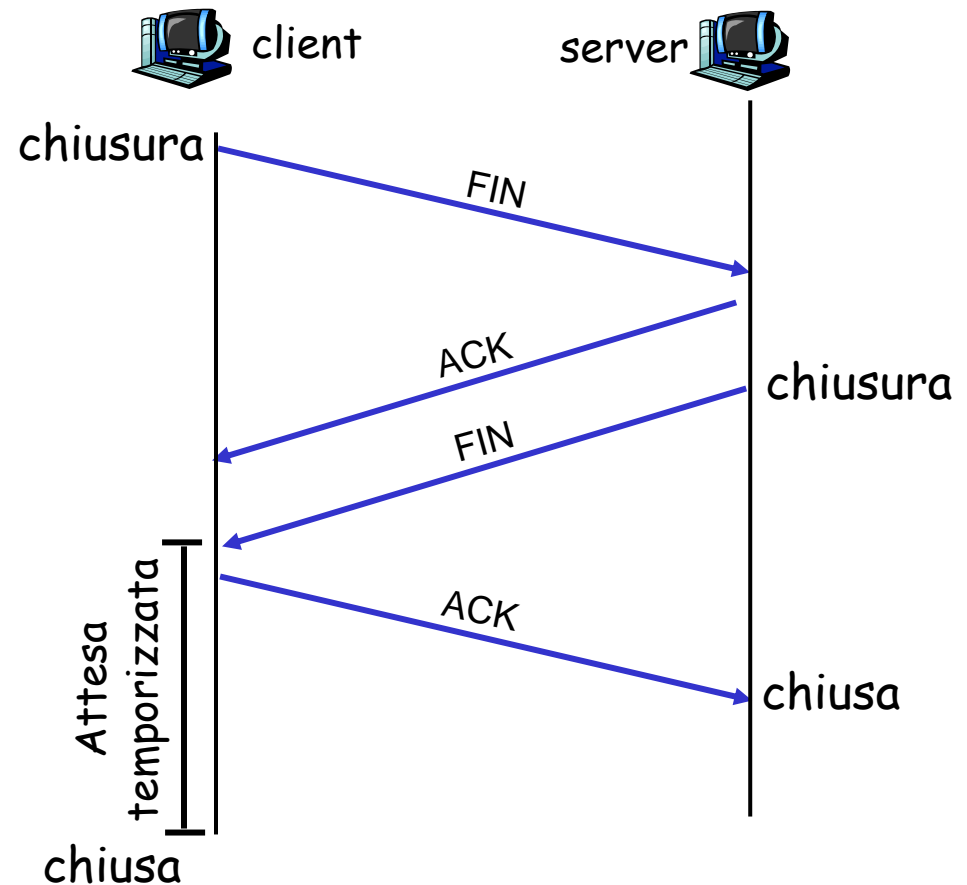 client
server
chiusura
FIN
ACK
chiusura
FIN
Attesa
temporizzata
ACK
chiusa
chiusa